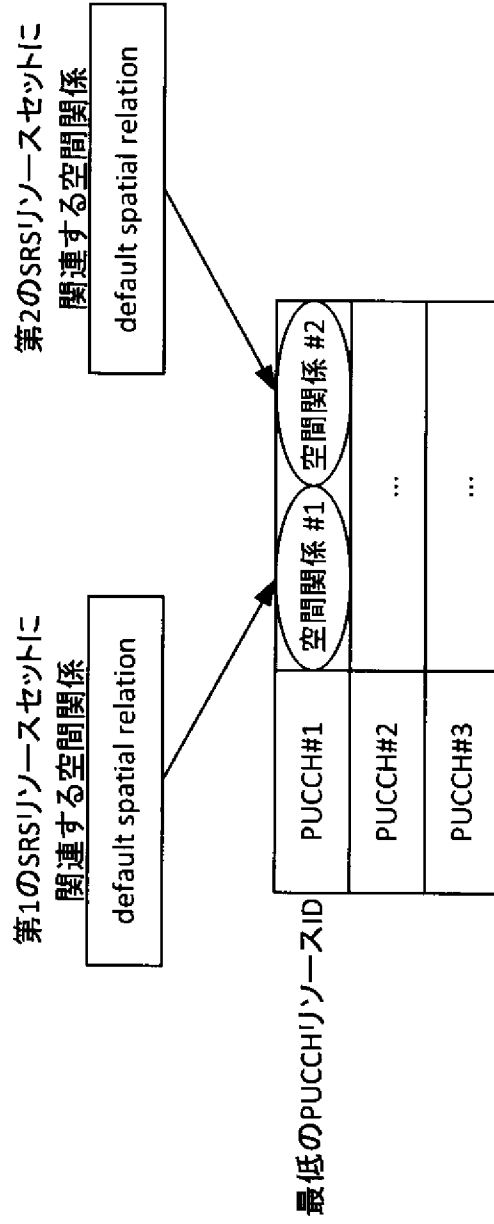 第1のSRSリソースセットに
関連する空間関係
default spatial relation
第2のSRSリソースセットに
関連する空間関係
default spatial relation
最低のPUCCHリソースID
PUCCH#1
空間関係 #1
空間関係 #2
PUCCH#2
...
PUCCH#3
...